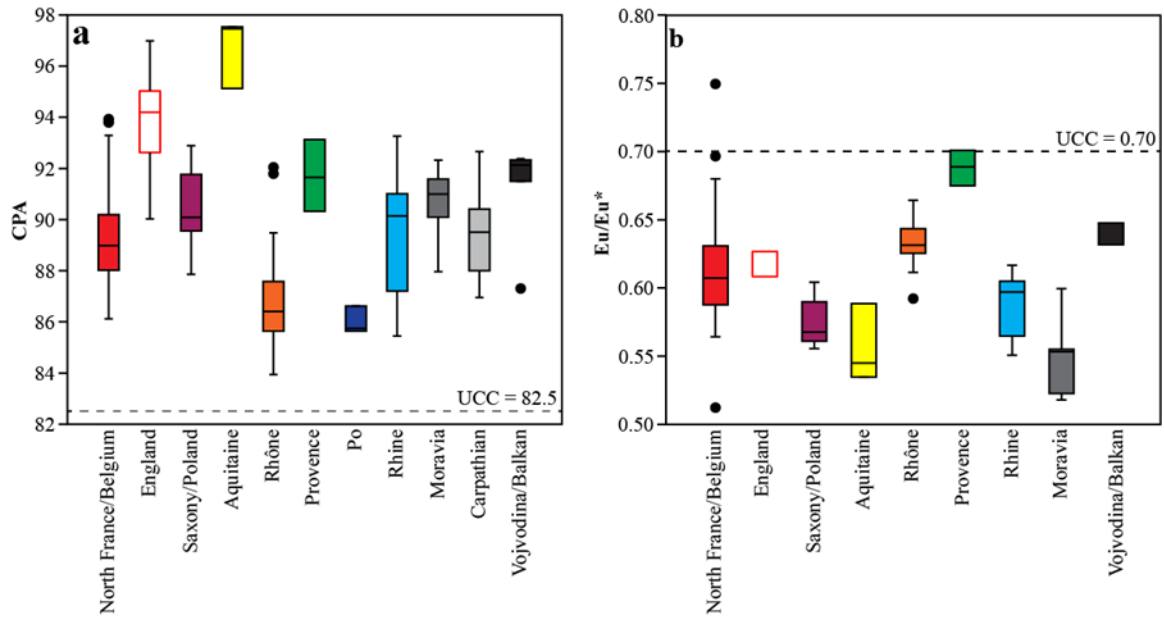 a
98
96
94
92
90
88
86
84
82
CPA
UCC = 82.5
North France/Belgium
England
Saxony/Poland
Aquitaine
Rhône
Provence
Po
Rhine
Moravia
Carpathian
Vojvodina/Balkan
b
0.80
0.75
0.70
0.65
0.60
0.55
0.50
Eu/Eu*
UCC = 0.70
North France/Belgium
England
Saxony/Poland
Aquitaine
Rhône
Provence
Rhine
Moravia
Vojvodina/Balkan